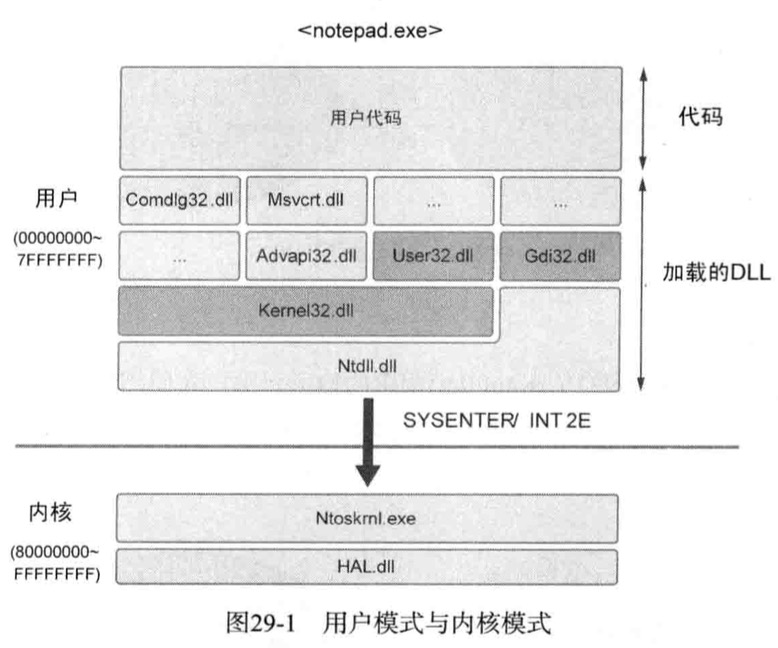 <notepad.exe>
用户代码
代码
用户
(00000000~
7FFFFFFF)
Comdlg32.dll
Msvcrt.dll
...
...
...
Advapi32.dll
User32.dll
Gdi32.dll
加载的DLL
Kernel32.dll
Ntdll.dll
SYSENTER/ INT 2E
内核
(80000000~
FFFFFFFF)
Ntoskrnl.exe
HAL.dll
图29-1 用户模式与内核模式